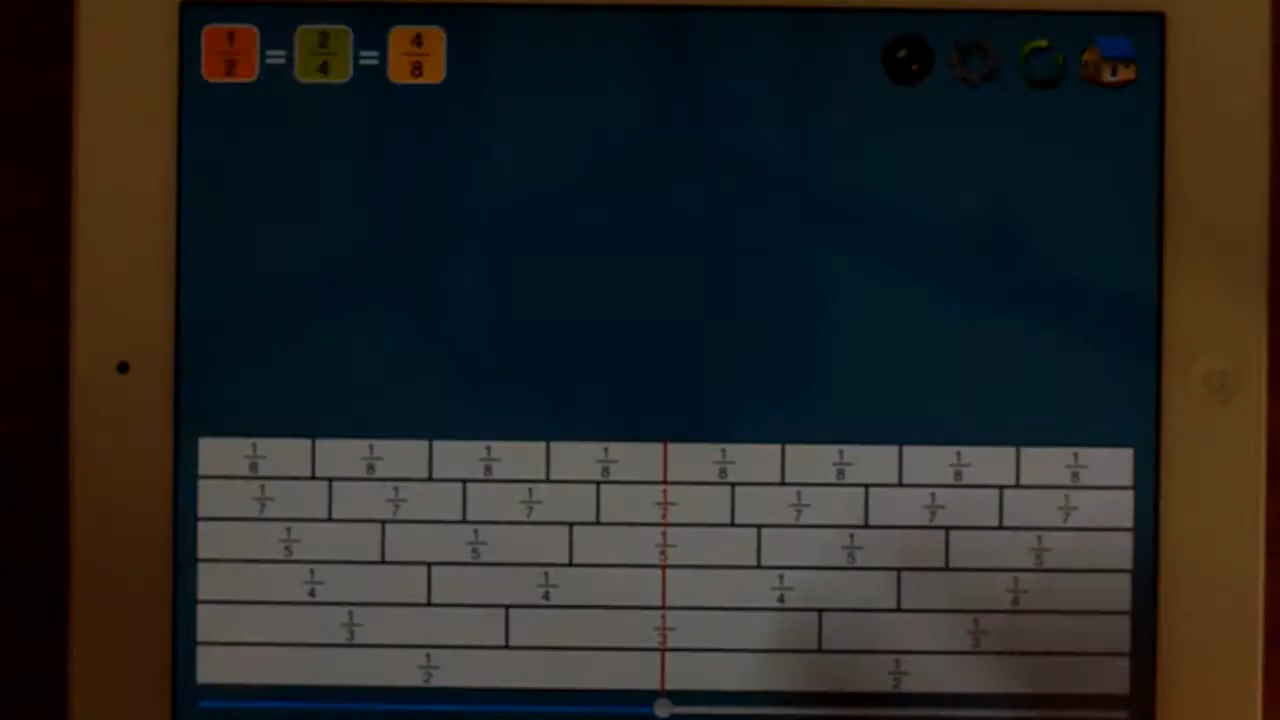 1/2 = 2/4 = 4/8
1/8 1/8 1/8 1/8 1/8 1/8 1/8 1/8
1/7 1/7 1/7 1/7 1/7 1/7 1/7
1/5 1/5 1/5 1/5 1/5
1/4 1/4 1/4 1/4
1/3 1/3 1/3
1/2 1/2